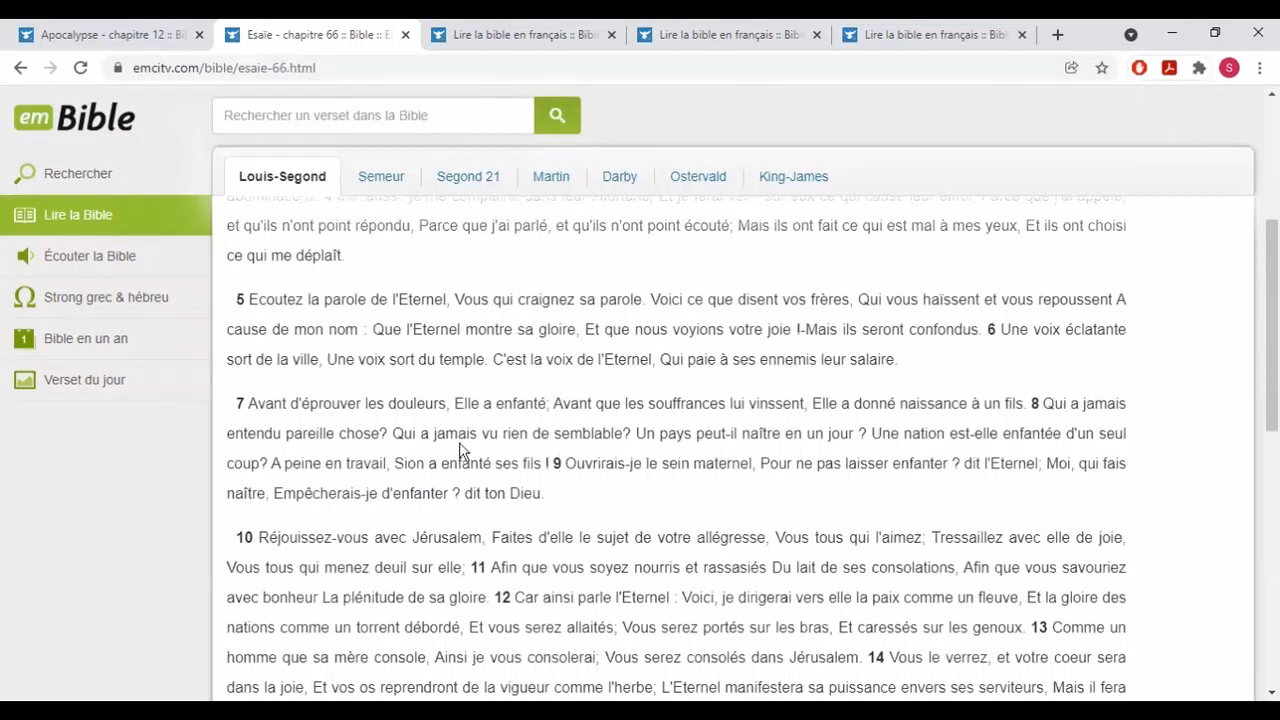 Apocalypse - chapitre 12 :: Bi
Esaïe - chapitre 66 :: Bible :: E
Lire la bible en français :: Bib
Lire la bible en français :: Bib
Lire la bible en français :: Bib
emcitv.com/bible/esaie-66.html
S
em Bible
Rechercher un verset dans la Bible
Rechercher
Lire la Bible
Écouter la Bible
Strong grec & hébreu
1 Bible en un an
Verset du jour
Louis-Segond Semeur Segond 21 Martin Darby Ostervald King-James
et qu'ils n'ont point répondu, Parce que j'ai parlé, et qu'ils n'ont point écouté; Mais ils ont fait ce qui est mal à mes yeux, Et ils ont choisi
ce qui me déplaît.
5 Ecoutez la parole de l'Eternel, Vous qui craignez sa parole. Voici ce que disent vos frères, Qui vous haïssent et vous repoussent A
cause de mon nom : Que l'Eternel montre sa gloire, Et que nous voyions votre joie !-Mais ils seront confondus. 6 Une voix éclatante
sort de la ville, Une voix sort du temple. C'est la voix de l'Eternel, Qui paie à ses ennemis leur salaire.
7 Avant d'éprouver les douleurs, Elle a enfanté; Avant que les souffrances lui vinssent, Elle a donné naissance à un fils. 8 Qui a jamais
entendu pareille chose? Qui a jamais vu rien de semblable? Un pays peut-il naître en un jour ? Une nation est-elle enfantée d'un seul
coup? A peine en travail, Sion a enfanté ses fils ! 9 Ouvrirais-je le sein maternel, Pour ne pas laisser enfanter ? dit l'Eternel; Moi, qui fais
naître, Empêcherais-je d'enfanter ? dit ton Dieu.
10 Réjouissez-vous avec Jérusalem, Faites d'elle le sujet de votre allégresse, Vous tous qui l'aimez; Tressaillez avec elle de joie,
Vous tous qui menez deuil sur elle; 11 Afin que vous soyez nourris et rassasiés Du lait de ses consolations, Afin que vous savouriez
avec bonheur La plénitude de sa gloire. 12 Car ainsi parle l'Eternel : Voici, je dirigerai vers elle la paix comme un fleuve, Et la gloire des
nations comme un torrent débordé, Et vous serez allaités; Vous serez portés sur les bras, Et caressés sur les genoux. 13 Comme un
homme que sa mère console, Ainsi je vous consolerai; Vous serez consolés dans Jérusalem. 14 Vous le verrez, et votre coeur sera
dans la joie, Et vos os reprendront de la vigueur comme l'herbe; L'Eternel manifestera sa puissance envers ses serviteurs, Mais il fera